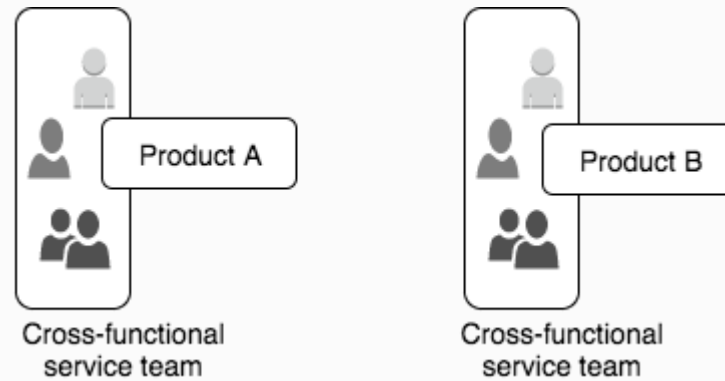 Product A
Product B
Cross-functional
service team
Cross-functional
service team